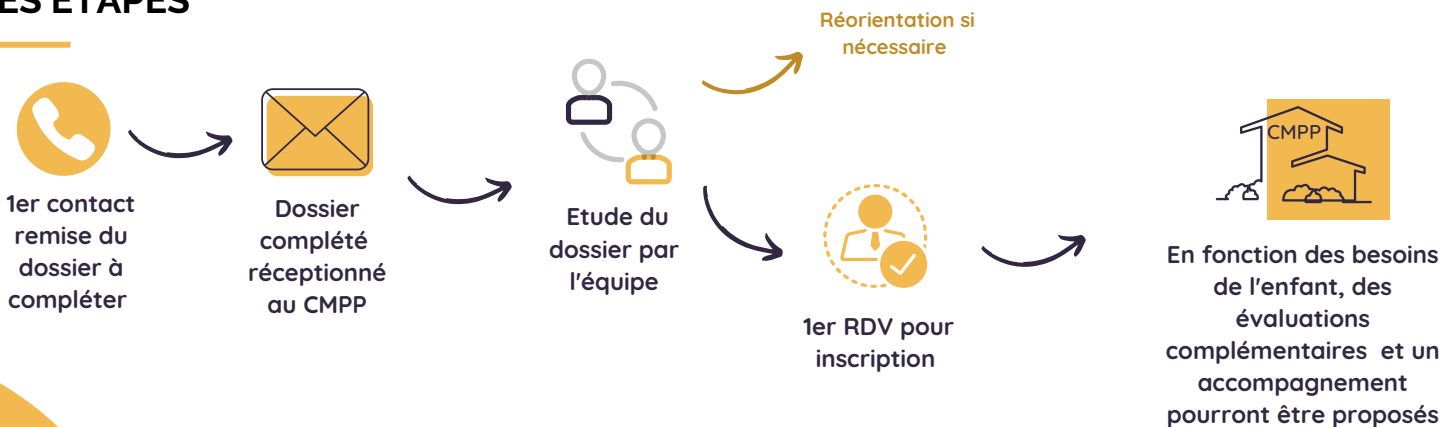 ES ETAPES
1er contact
remise du
dossier à
compléter
Dossier
complété
réceptionné
au CMPP
Etude du
dossier par
l'équipe
Réorientation si
nécessaire
1er RDV pour
inscription
CMPP
En fonction des besoins
de l'enfant, des
évaluations
complémentaires et un
accompagnement
pourront être proposés